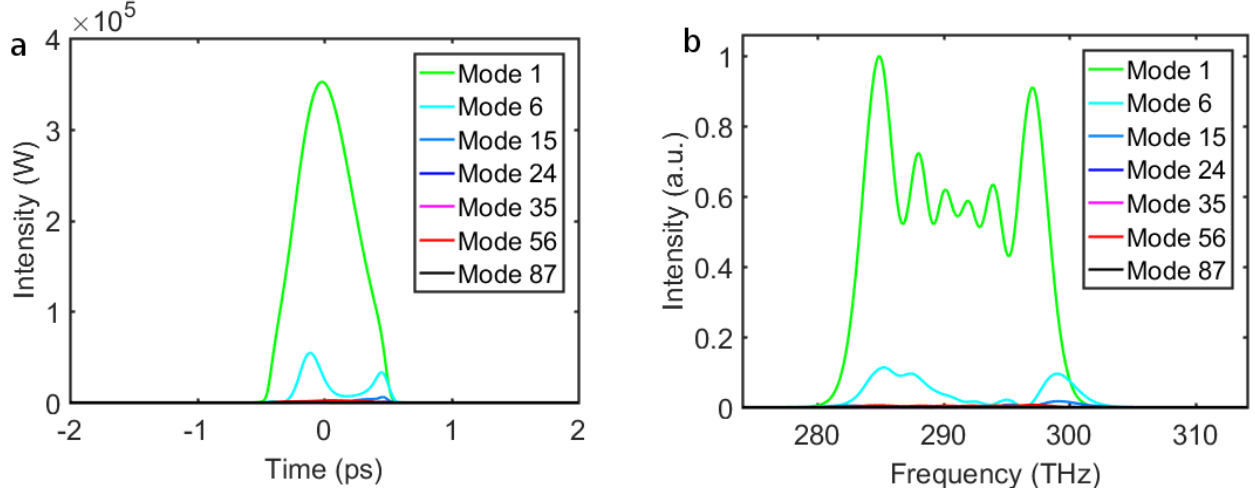 a
×10⁵
4
3
2
1
0
Intensity (W)
-2 -1 0 1 2
Time (ps)
Mode 1
Mode 6
Mode 15
Mode 24
Mode 35
Mode 56
Mode 87
b
1
0.8
0.6
0.4
0.2
0
Intensity (a.u.)
280 290 300 310
Frequency (THz)
Mode 1
Mode 6
Mode 15
Mode 24
Mode 35
Mode 56
Mode 87